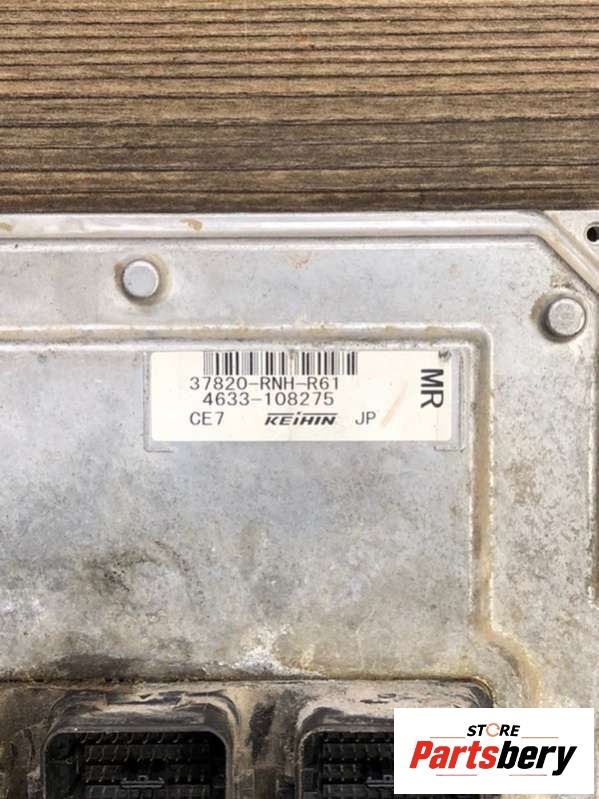 37820-RNH-R61
4633-108275
CE7 KEIHIN JP
MR
STORE
Partsbery